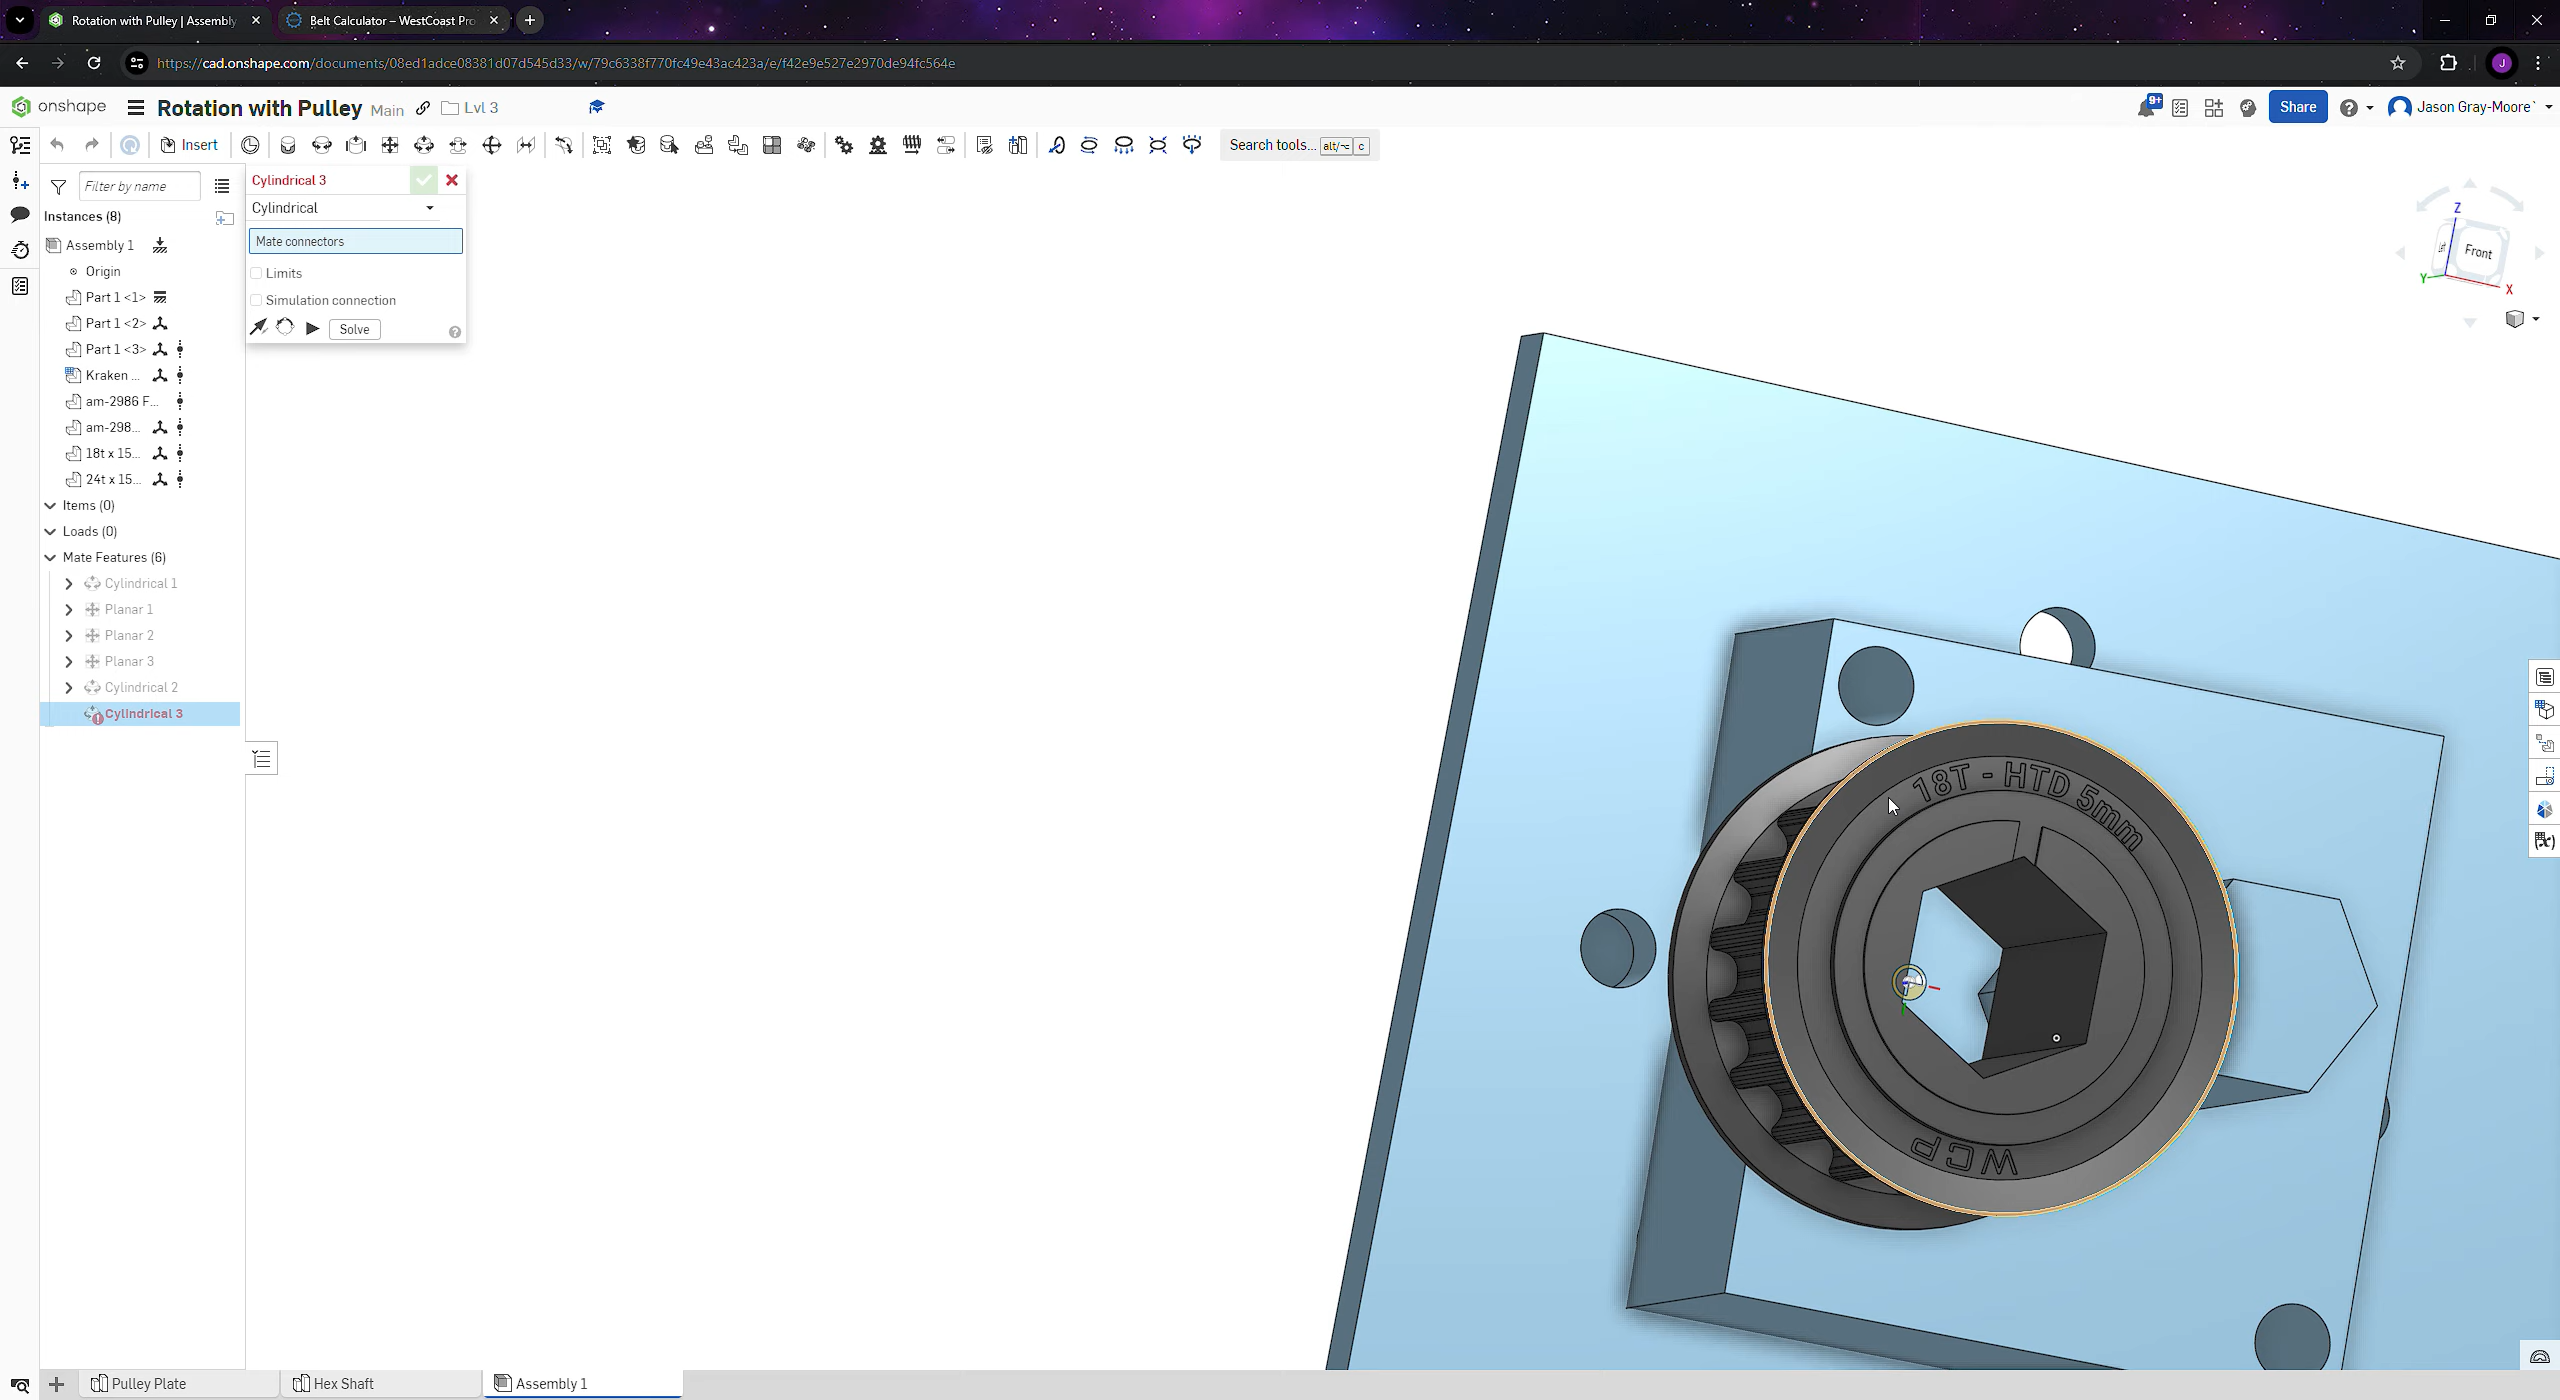 Rotation with Pulley | Assembly
Belt Calculator – WestCoast Pro
https://cad.onshape.com/documents/08ed1adce08381d07d545d33/w/79c6338f770fc49e43ac423a/e/f42e9e527e2970de94fc564e
J
onshape
Rotation with Pulley Main
Lvl 3
9+
Share
Jason Gray-Moore`
Insert
Search tools... alt/⌥ c
Filter by name
Instances (8)
Assembly 1
Origin
Part 1 <1>
Part 1 <2>
Part 1 <3>
Kraken ...
am-2986 F...
am-298...
18t x 15...
24t x 15...
Items (0)
Loads (0)
Mate Features (6)
Cylindrical 1
Planar 1
Planar 2
Planar 3
Cylindrical 2
Cylindrical 3
Cylindrical 3
Cylindrical
Mate connectors
Limits
Simulation connection
Solve
Z
Front
Y
X
18T - HTD 5mm
WCP
Pulley Plate
Hex Shaft
Assembly 1